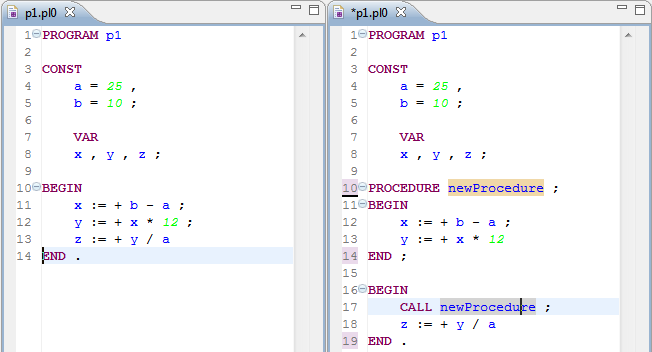 p1.pl0
1 PROGRAM p1
2
3 CONST
4 a = 25 ,
5 b = 10 ;
6
7 VAR
8 x , y , z ;
9
10 BEGIN
11 x := + b - a ;
12 y := + x * 12 ;
13 z := + y / a
14 END .
*p1.pl0
1 PROGRAM p1
2
3 CONST
4 a = 25 ,
5 b = 10 ;
6
7 VAR
8 x , y , z ;
9
10 PROCEDURE newProcedure ;
11 BEGIN
12 x := + b - a ;
13 y := + x * 12
14 END ;
15
16 BEGIN
17 CALL newProcedure ;
18 z := + y / a
19 END .